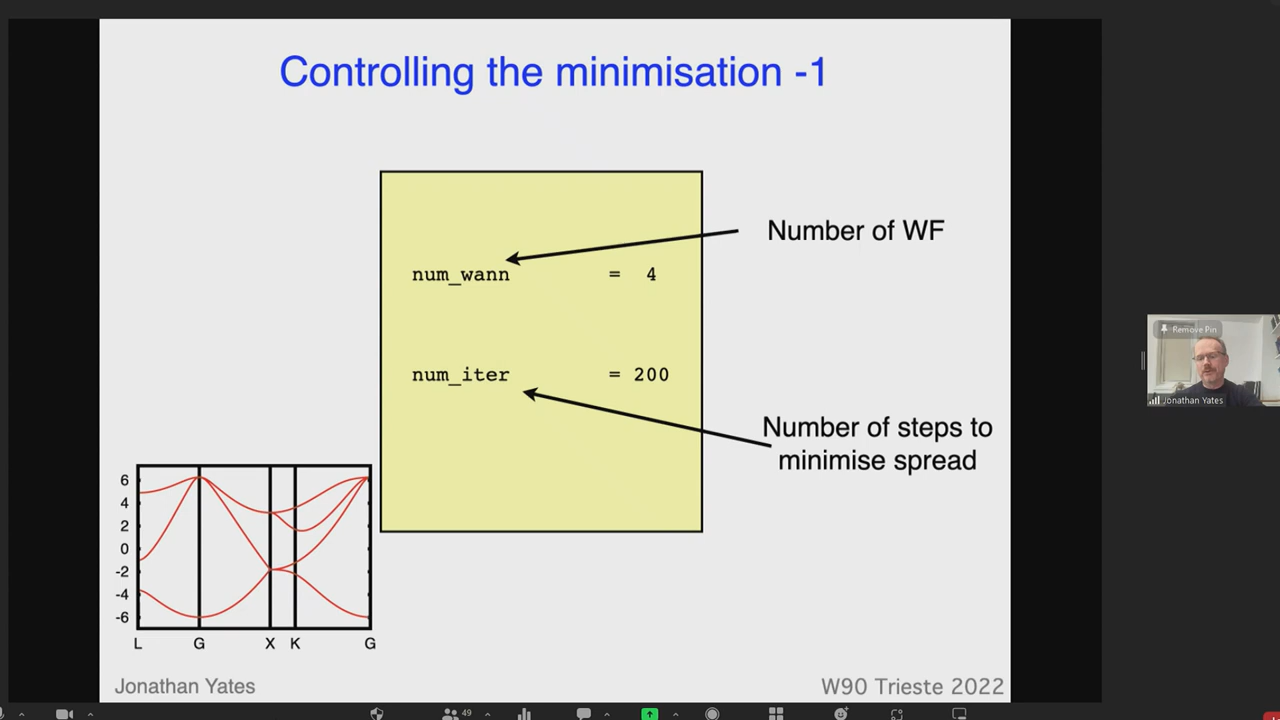 Controlling the minimisation -1
Number of WF
num_wann = 4
num_iter = 200
Number of steps to
minimise spread
6
4
2
0
-2
-4
-6
L G X K G
Jonathan Yates
W90 Trieste 2022
Remove Pin
Jonathan Yates
49